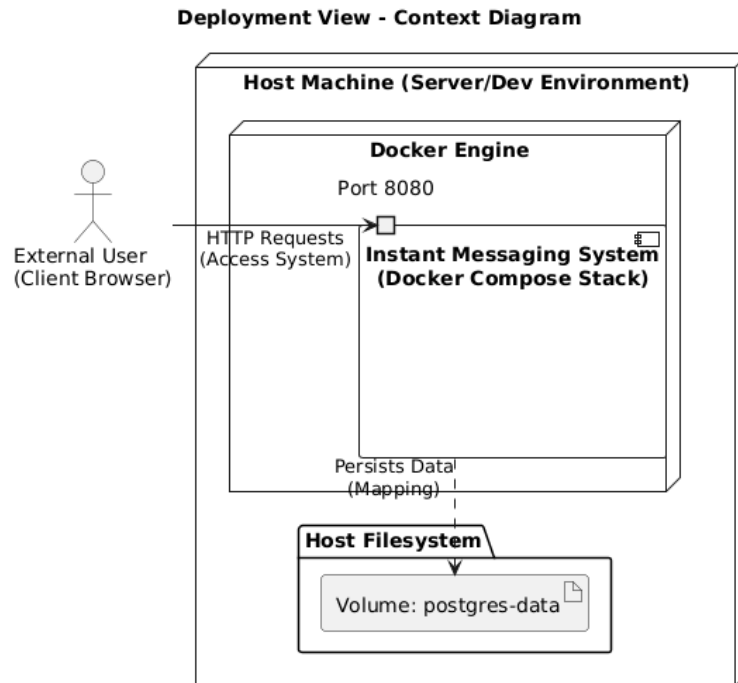 Deployment View - Context Diagram
Host Machine (Server/Dev Environment)
Docker Engine
Port 8080
External User
(Client Browser)
HTTP Requests
(Access System)
Instant Messaging System
(Docker Compose Stack)
Persists Data
(Mapping)
Host Filesystem
Volume: postgres-data